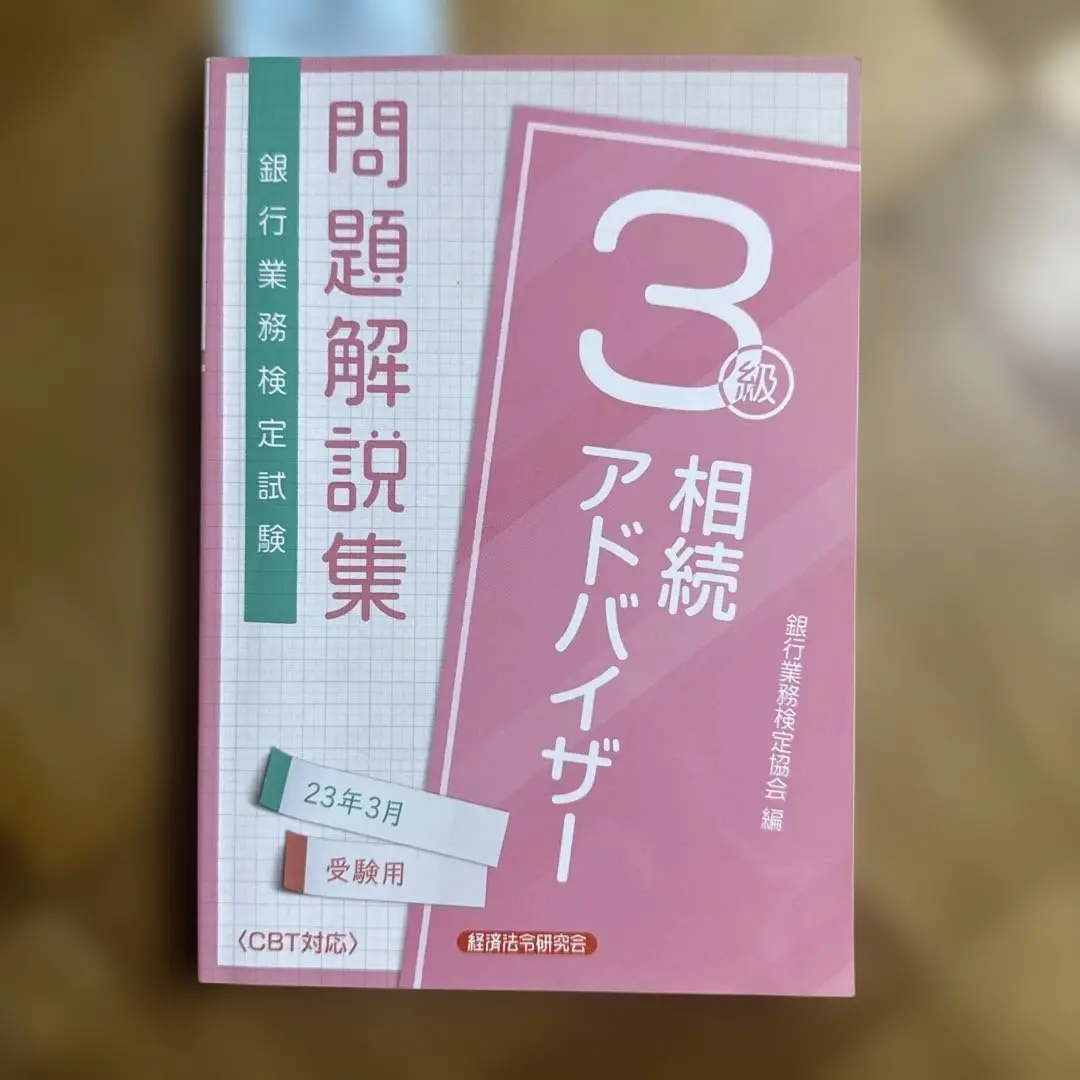 銀行業務検定試験
問題解説集
3級
相続
アドバイザー
銀行業務検定協会 編
23年3月
受験用
〈CBT対応〉
経済法令研究会